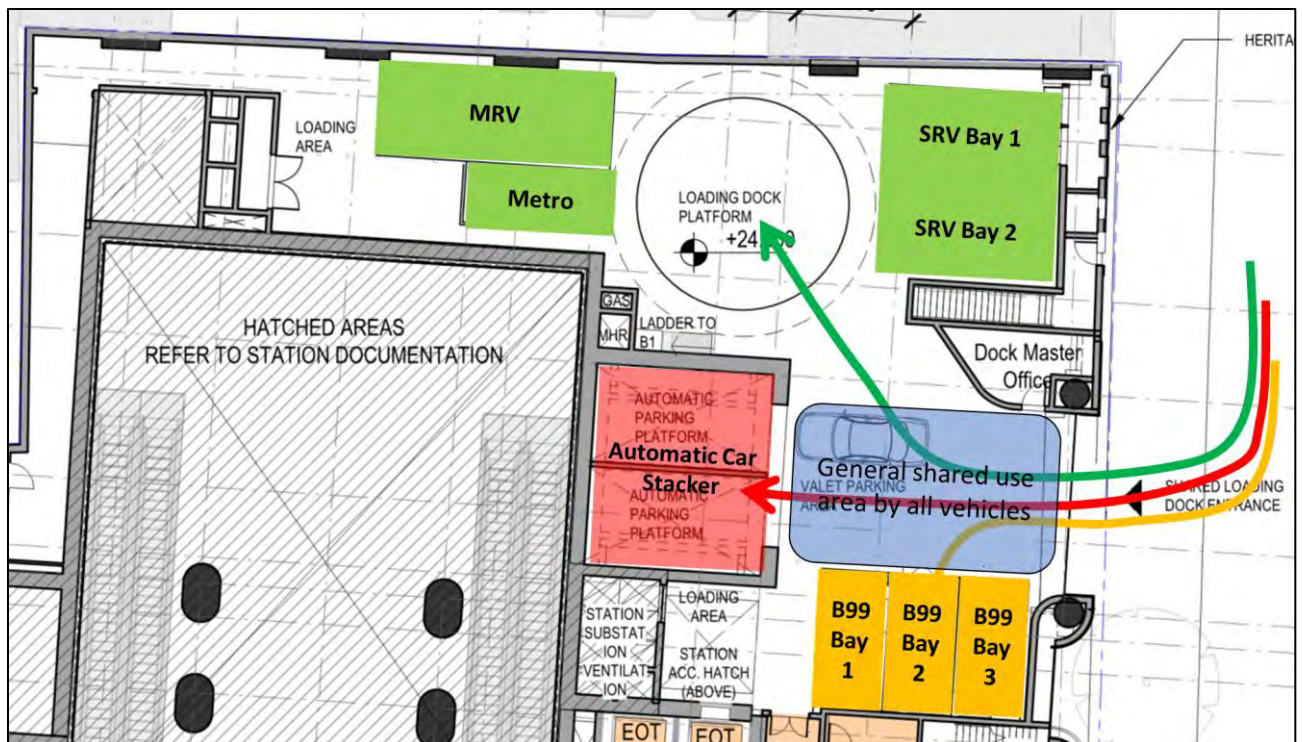 HERITA
MRV
LOADING
AREA
Metro
LOADING DOCK
PLATFORM
SRV Bay 1
SRV Bay 2
GAS
MHR
LADDER TO
B1
HATCHED AREAS
REFER TO STATION DOCUMENTATION
Dock Master
Office
AUTOMATIC
PARKING
PLATFORM
Automatic Car
Stacker
AUTOMATIC
PARKING
PLATFORM
General shared use
area by all vehicles
VALET PARKING
AREA
SHARED LOADING
DOCK ENTRANCE
B99
Bay
1
B99
Bay
2
B99
Bay
3
STATION
SUBSTAT-
ION
VENTILAT-
ION
LOADING
AREA
STATION
ACC. HATCH
(ABOVE)
EOT
EOT